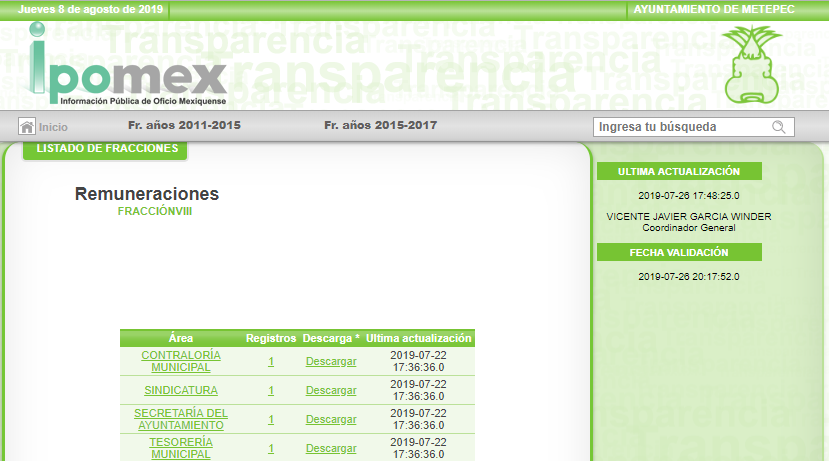 Jueves 8 de agosto de 2019
AYUNTAMIENTO DE METEPEC
Transparencia
Transparencia
ipomex
Información Pública de Oficio Mexiquense
Inicio
Fr. años 2011-2015
Fr. años 2015-2017
Ingresa tu búsqueda
LISTADO DE FRACCIONES
Remuneraciones
FRACCIÓNVIII
ULTIMA ACTUALIZACIÓN
2019-07-26 17:48:25.0
VICENTE JAVIER GARCIA WINDER
Coordinador General
FECHA VALIDACIÓN
2019-07-26 20:17:52.0
Área Registros Descarga * Ultima actualización
CONTRALORÍA MUNICIPAL 1 Descargar 2019-07-22 17:36:36.0
SINDICATURA 1 Descargar 2019-07-22 17:36:36.0
SECRETARÍA DEL AYUNTAMIENTO 1 Descargar 2019-07-22 17:36:36.0
TESORERÍA MUNICIPAL 1 Descargar 2019-07-22 17:36:36.0